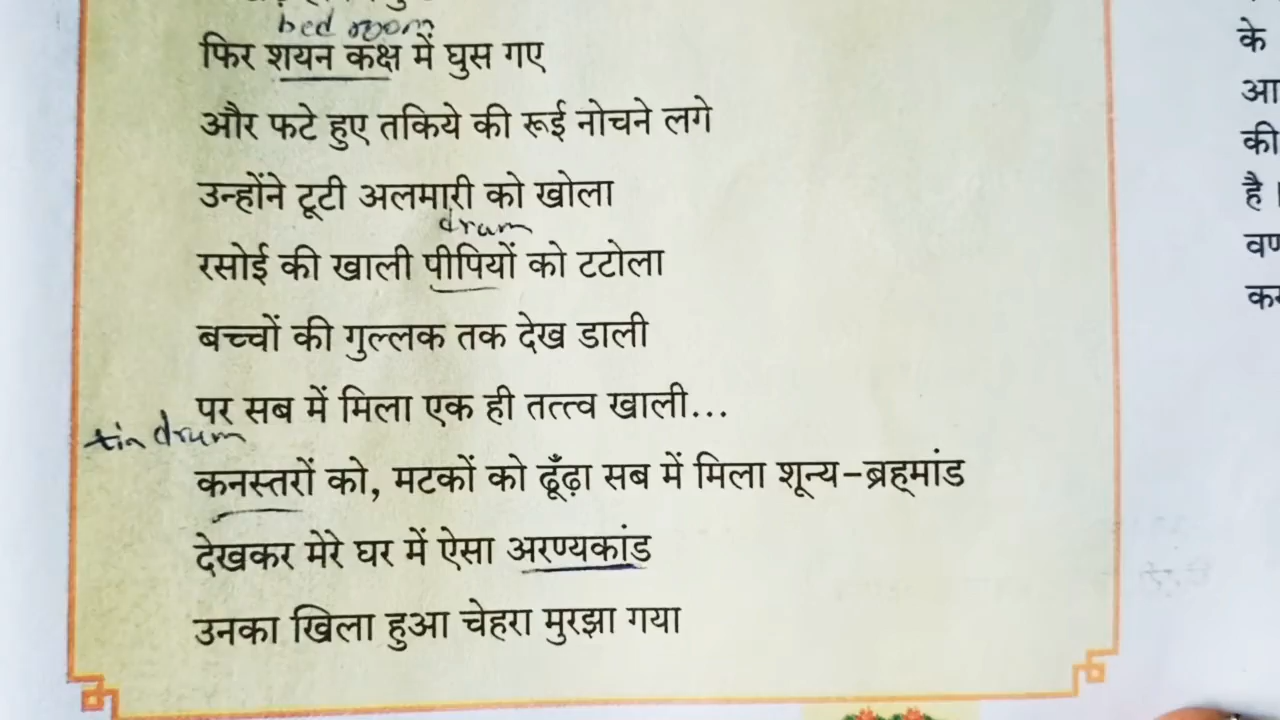 bed room
फिर शयन कक्ष में घुस गए
और फटे हुए तकिये की रूई नोचने लगे
उन्होंने टूटी अलमारी को खोला
drum
रसोई की खाली पीपियों को टटोला
बच्चों की गुल्लक तक देख डाली
पर सब में मिला एक ही तत्त्व खाली...
tin drum
कनस्तरों को, मटकों को ढूँढ़ा सब में मिला शून्य-ब्रह्मांड
देखकर मेरे घर में ऐसा अरण्यकांड
उनका खिला हुआ चेहरा मुरझा गया
के
आ
की
है।